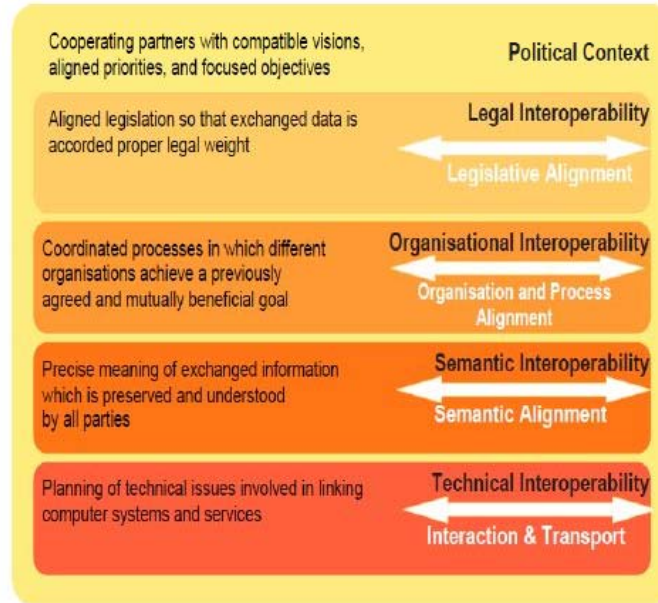 Cooperating partners with compatible visions,
aligned priorities, and focused objectives
Political Context
Aligned legislation so that exchanged data is
accorded proper legal weight
Legal Interoperability
Legislative Alignment
Coordinated processes in which different
organisations achieve a previously
agreed and mutually beneficial goal
Organisational Interoperability
Organisation and Process
Alignment
Precise meaning of exchanged information
which is preserved and understood
by all parties
Semantic Interoperability
Semantic Alignment
Planning of technical issues involved in linking
computer systems and services
Technical Interoperability
Interaction & Transport